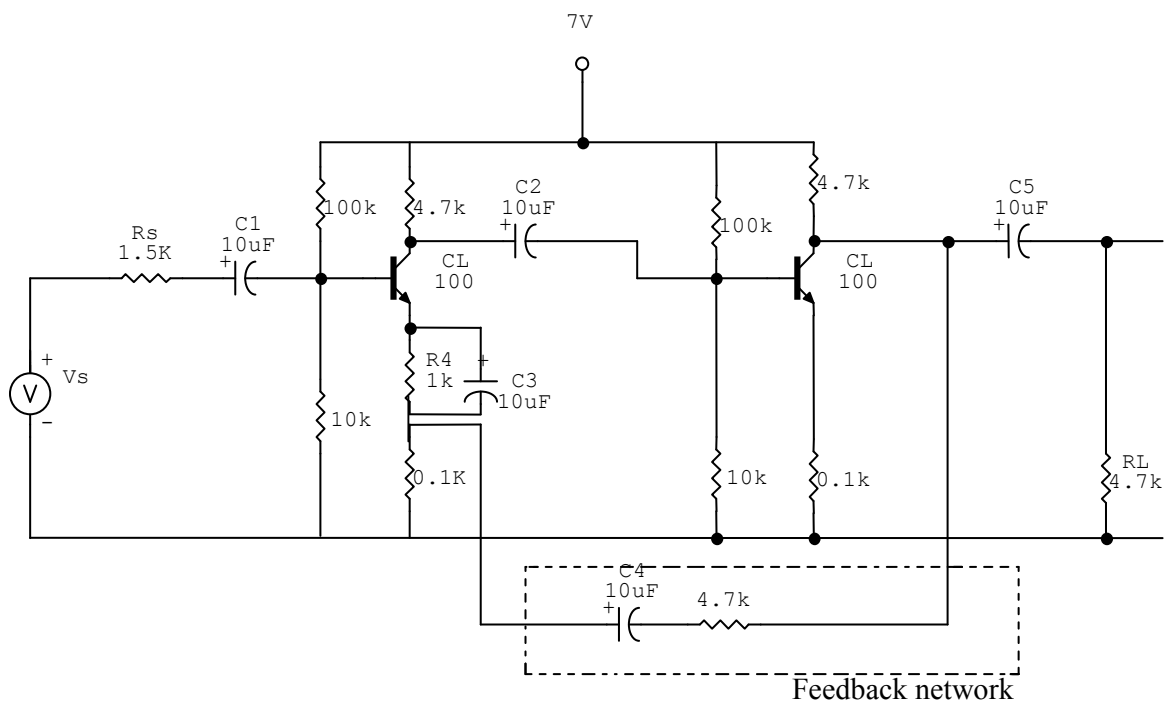 7V
Rs
1.5K
C1
10uF
+
100k
4.7k
C2
10uF
+
100k
4.7k
C5
10uF
+
CL
100
CL
100
+
Vs
V
−
R4
1k
+
C3
10uF
10k
0.1K
10k
0.1k
RL
4.7k
C4
10uF
+
4.7k
Feedback network